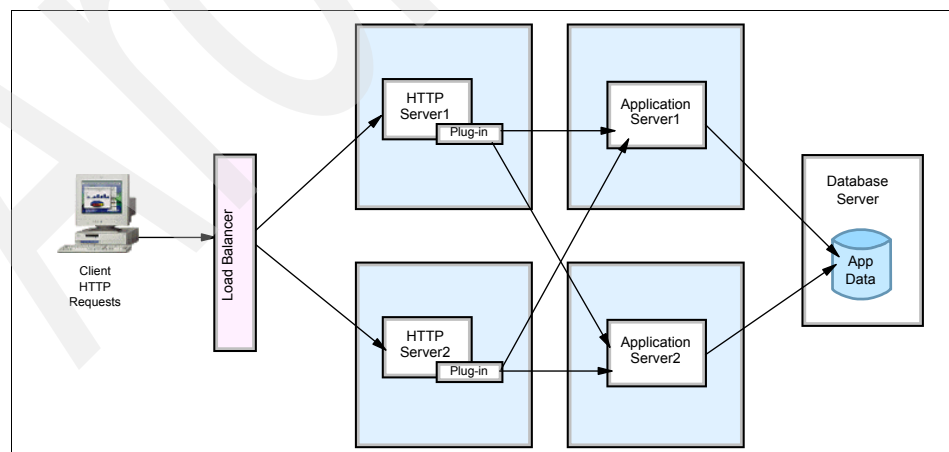 Client
HTTP
Requests
Load Balancer
HTTP
Server1
Plug-in
HTTP
Server2
Plug-in
Application
Server1
Application
Server2
Database
Server
App
Data